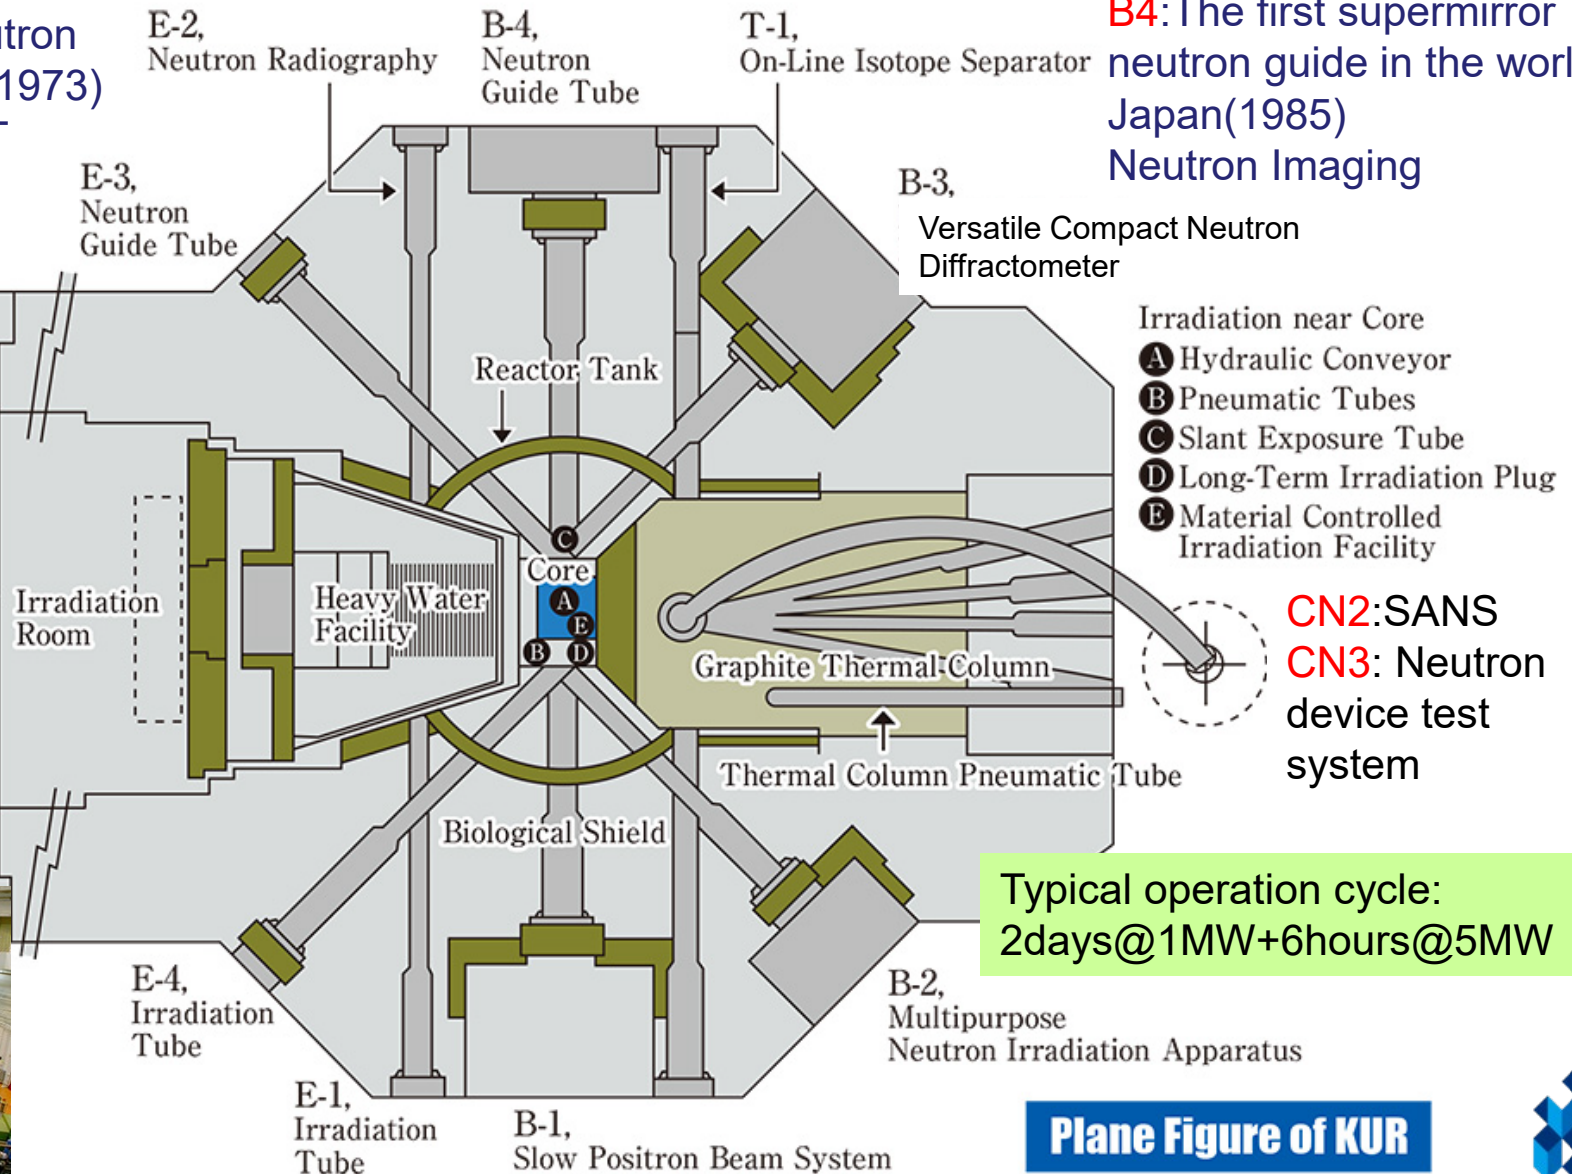 1973)
E-2,
Neutron Radiography
B-4,
Neutron
Guide Tube
T-1,
On-Line Isotope Separator
B4:The first supermirror
neutron guide in the
Japan(1985)
Neutron Imaging
E-3,
Neutron
Guide Tube
B-3,
Versatile Compact Neutron
Diffractometer
Reactor Tank
Irradiation near Core
A Hydraulic Conveyor
B Pneumatic Tubes
C Slant Exposure Tube
D Long-Term Irradiation Plug
E Material Controlled
Irradiation Facility
C
Core
A
E
B
D
Irradiation
Room
Heavy Water
Facility
Graphite Thermal Column
CN2:SANS
CN3: Neutron
device test
system
Thermal Column Pneumatic Tube
Biological Shield
Typical operation cycle:
2days@1MW+6hours@5MW
E-4,
Irradiation
Tube
B-2,
Multipurpose
Neutron Irradiation Apparatus
E-1,
Irradiation
Tube
B-1,
Slow Positron Beam System
Plane Figure of KUR